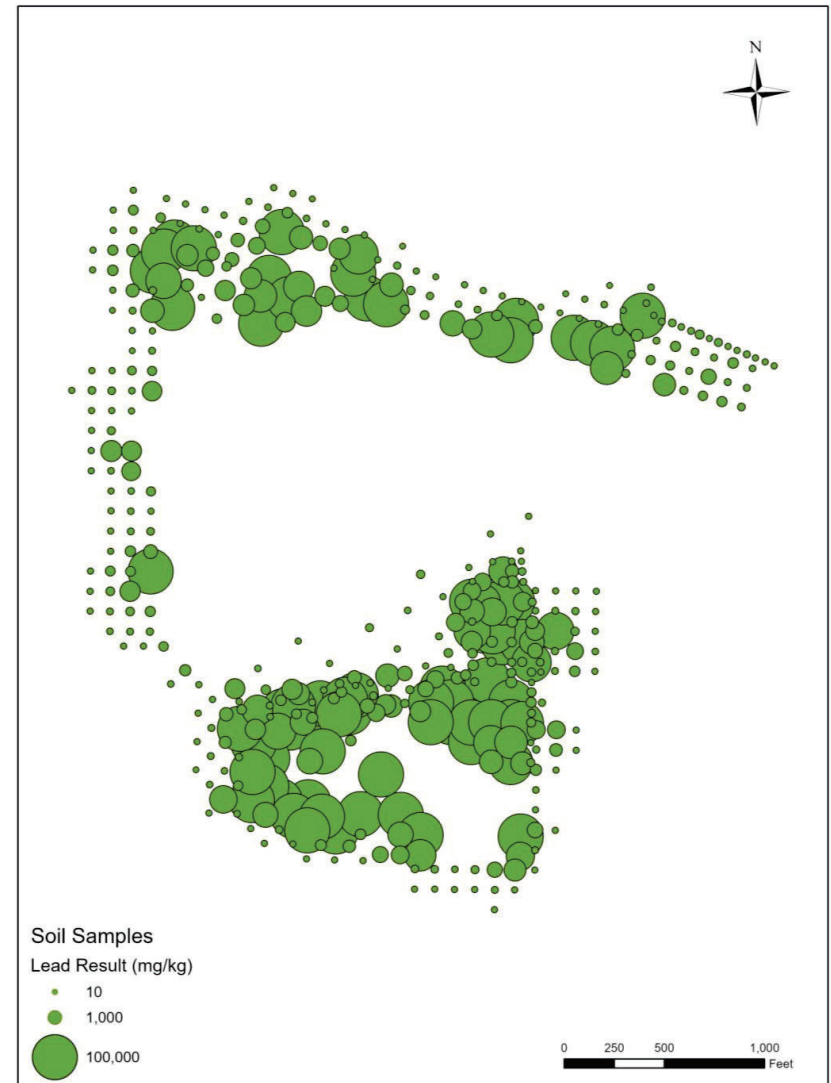 N
Soil Samples
Lead Result (mg/kg)
10
1,000
100,000
0 250 500 1,000
Feet